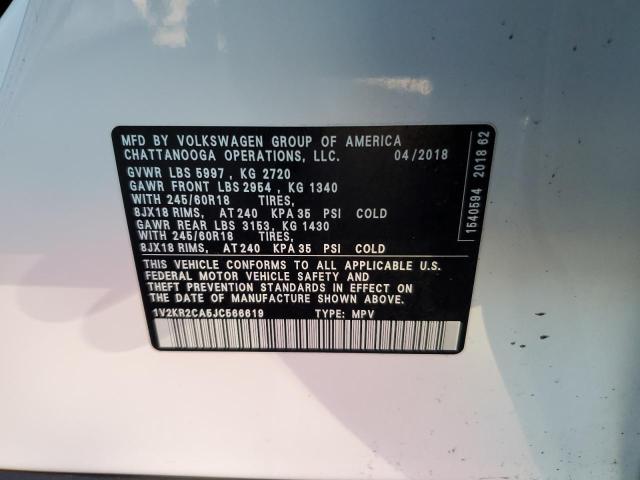 MFD BY VOLKSWAGEN GROUP OF AMERICA
CHATTANOOGA OPERATIONS, LLC. 04/2018
GVWR LBS 5997, KG 2720
GAWR FRONT LBS 2954, KG 1340
WITH 245/60R18 TIRES,
8JX18 RIMS, AT 240 KPA 35 PSI COLD
GAWR REAR LBS 3153, KG 1430
WITH 245/60R18 TIRES,
8JX18 RIMS, AT 240 KPA 35 PSI COLD
THIS VEHICLE CONFORMS TO ALL APPLICABLE U.S.
FEDERAL MOTOR VEHICLE SAFETY AND
THEFT PREVENTION STANDARDS IN EFFECT ON
THE DATE OF MANUFACTURE SHOWN ABOVE.
1V2KR2CA5JC566619 TYPE: MPV
1540594 2018 62